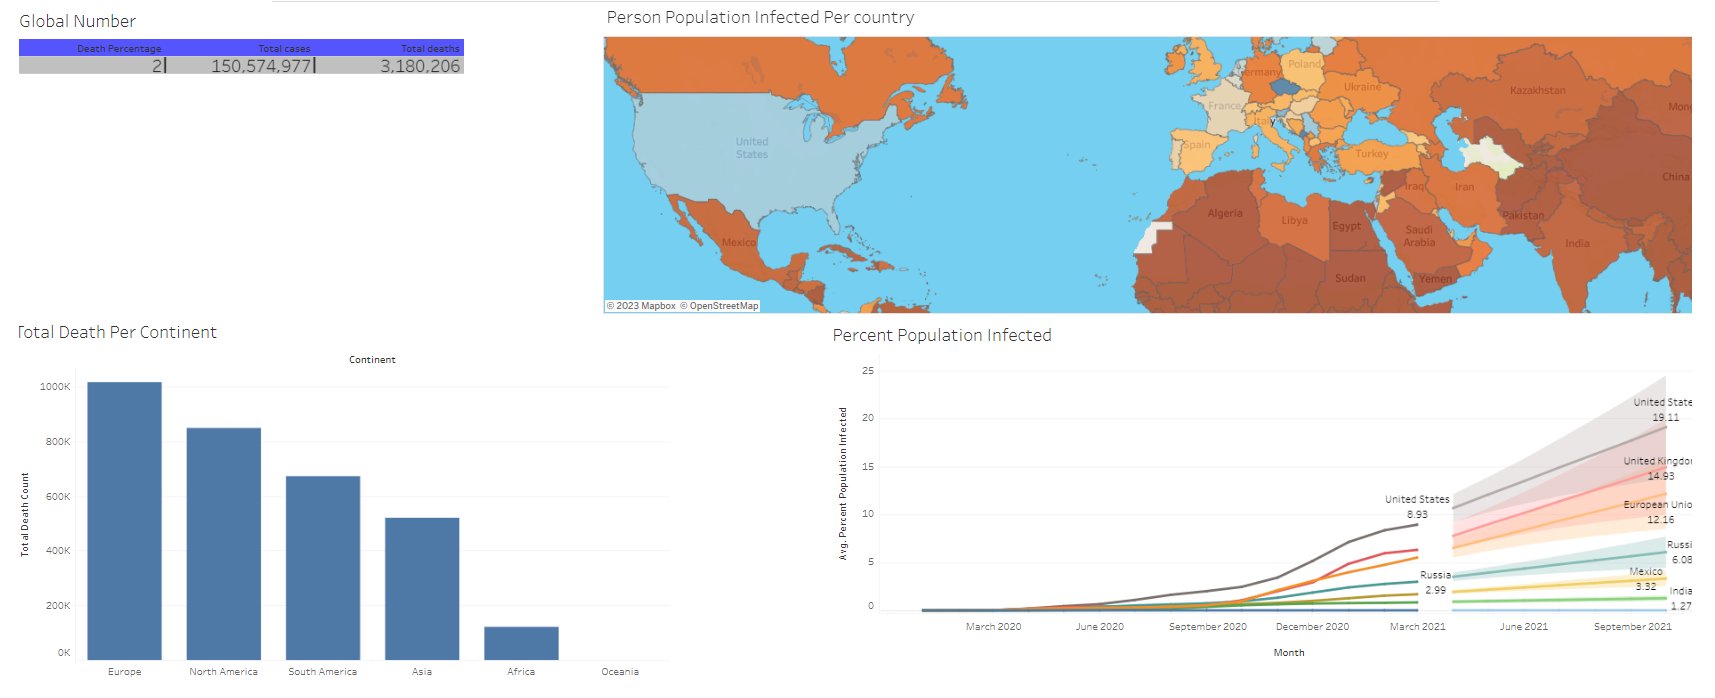 Global Number
Death Percentage Total cases Total deaths
2 150,574,977 3,180,206
Person Population Infected Per country
United
States
Mexico
© 2023 Mapbox © OpenStreetMap
Poland
ermany
Ukraine
France
Spain
Turkey
Kazakhstan
Mon
China
Iraq
Iran
Pakistan
India
Algeria
Libya
Egypt
Saudi
Arabia
Sudan
Yemen
Total Death Per Continent
Continent
Total Death Count
1000K
800K
600K
400K
200K
0K
Europe North America South America Asia Africa Oceania
Percent Population Infected
Avg. Percent Population Infected
25
20
15
10
5
0
United States
8.93
Russia
2.99
United State
19.11
United Kingdo
14.93
European Unio
12.16
Russi
6.08
Mexico
3.32
India
1.27
March 2020 June 2020 September 2020 December 2020 March 2021 June 2021 September 2021
Month